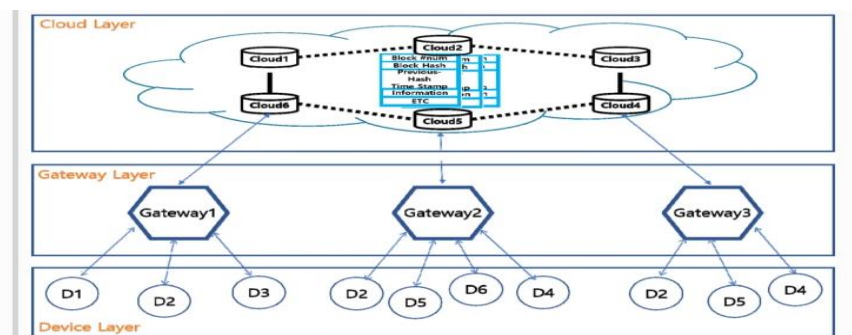 Cloud Layer
Cloud1
Cloud2
Cloud3
Block #num
Block Hash
Previous-
Hash
Time Stamp
Information
ETC
Cloud6
Cloud5
Cloud4
Gateway Layer
Gateway1
Gateway2
Gateway3
D1
D2
D3
D2
D5
D6
D4
D2
D5
D4
Device Layer